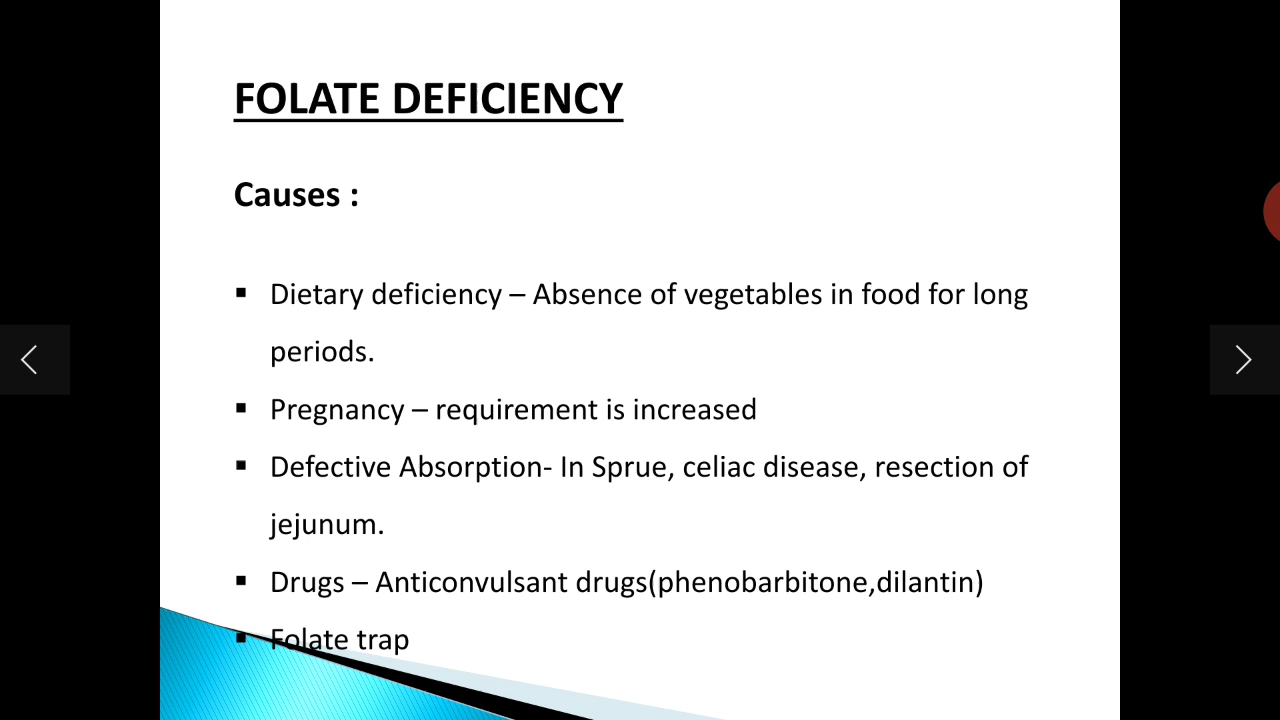 FOLATE DEFICIENCY
Causes :
▪ Dietary deficiency – Absence of vegetables in food for long
periods.
▪ Pregnancy – requirement is increased
▪ Defective Absorption- In Sprue, celiac disease, resection of
jejunum.
▪ Drugs – Anticonvulsant drugs(phenobarbitone,dilantin)
▪ Folate trap